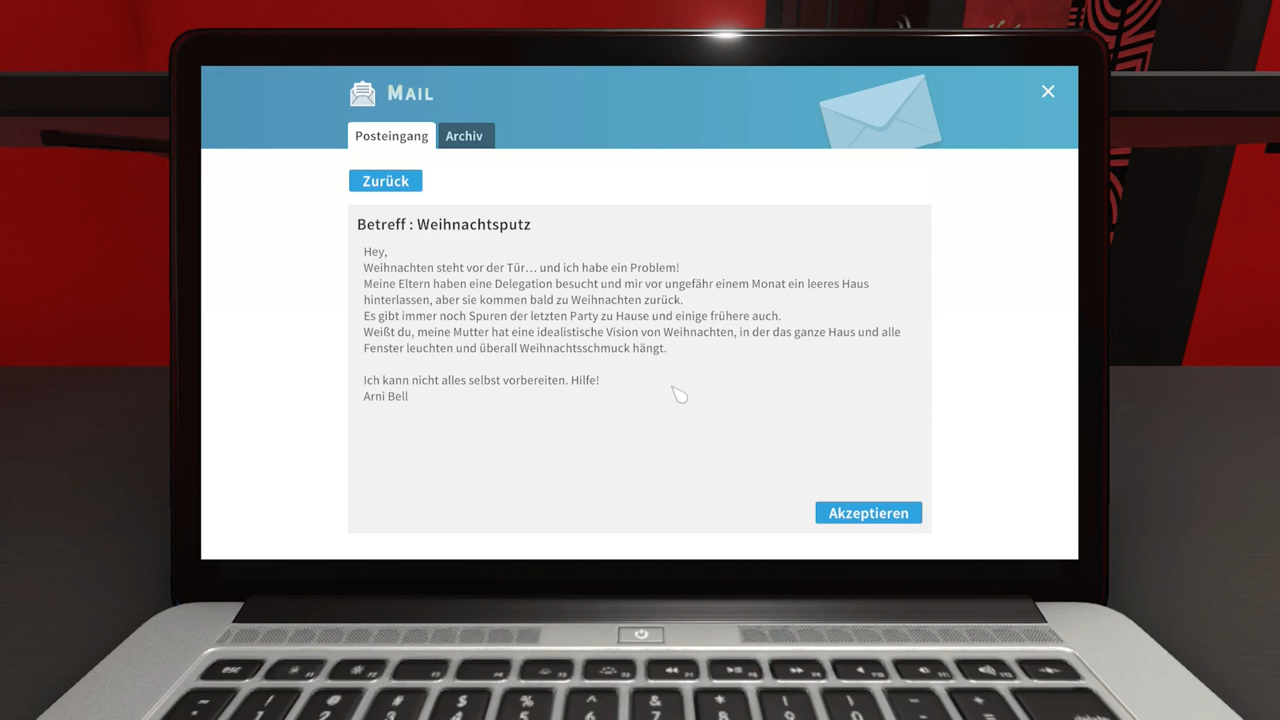 MAIL
Posteingang
Archiv
Zurück
Betreff : Weihnachtsputz
Hey,
Weihnachten steht vor der Tür... und ich habe ein Problem!
Meine Eltern haben eine Delegation besucht und mir vor ungefähr einem Monat ein leeres Haus
hinterlassen, aber sie kommen bald zu Weihnachten zurück.
Es gibt immer noch Spuren der letzten Party zu Hause und einige frühere auch.
Weißt du, meine Mutter hat eine idealistische Vision von Weihnachten, in der das ganze Haus und alle
Fenster leuchten und überall Weihnachtsschmuck hängt.
Ich kann nicht alles selbst vorbereiten. Hilfe!
Arni Bell
Akzeptieren
esc